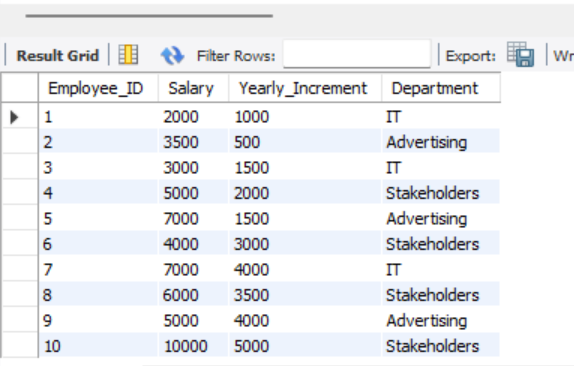 Result Grid Filter Rows: Export: Wr
Employee_ID Salary Yearly_Increment Department
1 2000 1000 IT
2 3500 500 Advertising
3 3000 1500 IT
4 5000 2000 Stakeholders
5 7000 1500 Advertising
6 4000 3000 Stakeholders
7 7000 4000 IT
8 6000 3500 Stakeholders
9 5000 4000 Advertising
10 10000 5000 Stakeholders